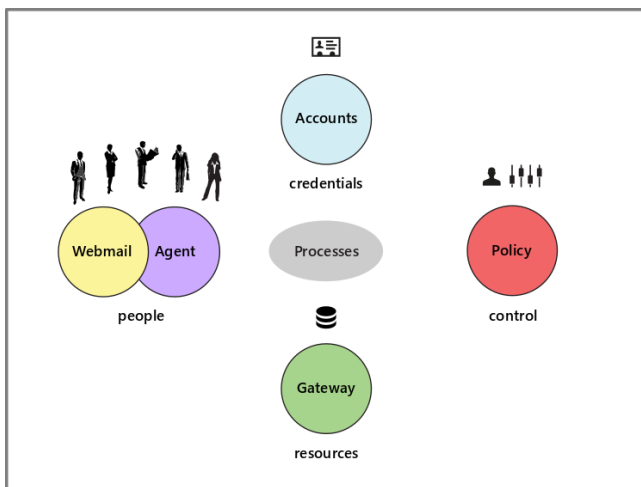 Accounts
credentials
Webmail
Agent
Processes
Policy
people
control
Gateway
resources